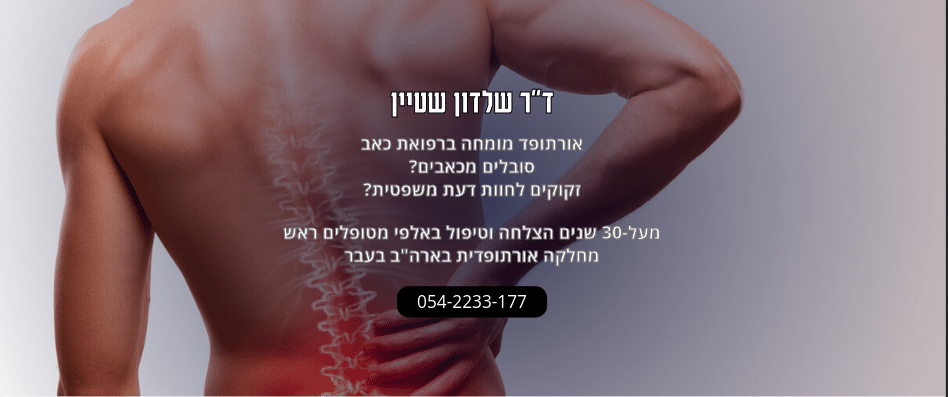 ד"ר שלדון שטיין
אורתופד מומחה ברפואת כאב
סובלים מכאבים?
זקוקים לחוות דעת משפטית?
מעל-30 שנים הצלחה וטיפול באלפי מטופלים ראש
מחלקה אורתופדית בארה"ב בעבר
054-2233-177